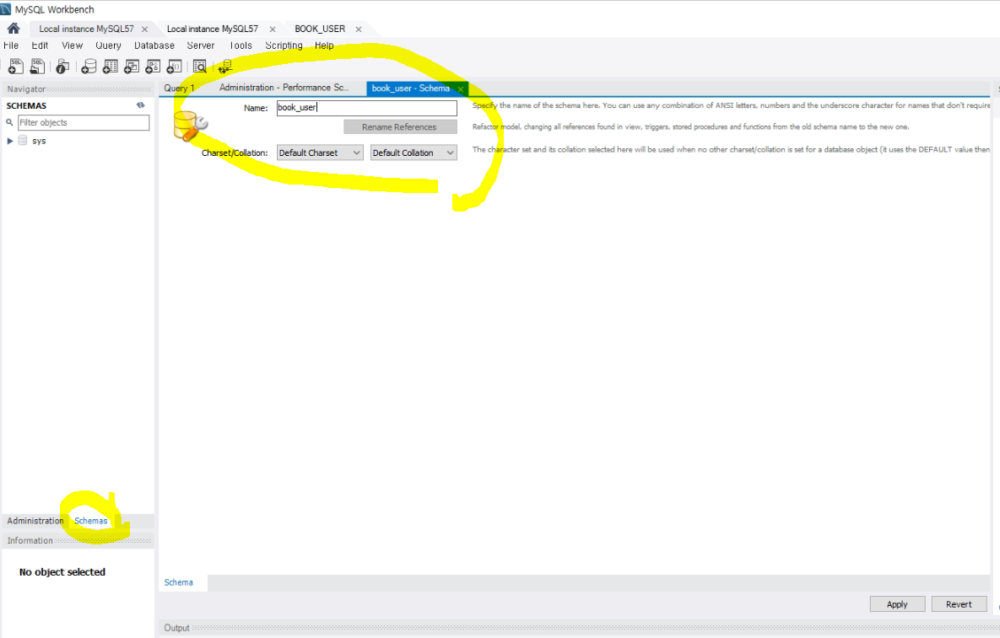 MySQL Workbench
Local instance MySQL57 × Local instance MySQL57 × BOOK_USER ×
File Edit View Query Database Server Tools Scripting Help
Navigator
Query 1 Administration - Performance Sc... book_user - Schema ×
SCHEMAS
Name: book_user
Specify the name of the schema here. You can use any combination of ANSI letters, numbers and the underscore character for names that don't require
Filter objects
Rename References
Refactor model, changing all references found in view, triggers, stored procedures and functions from the old schema name to the new one.
sys
Charset/Collation: Default Charset Default Collation
The character set and its collation selected here will be used when no other charset/collation is set for a database object (it uses the DEFAULT value then
Administration Schemas
Information
No object selected
Schema
Apply Revert
Output